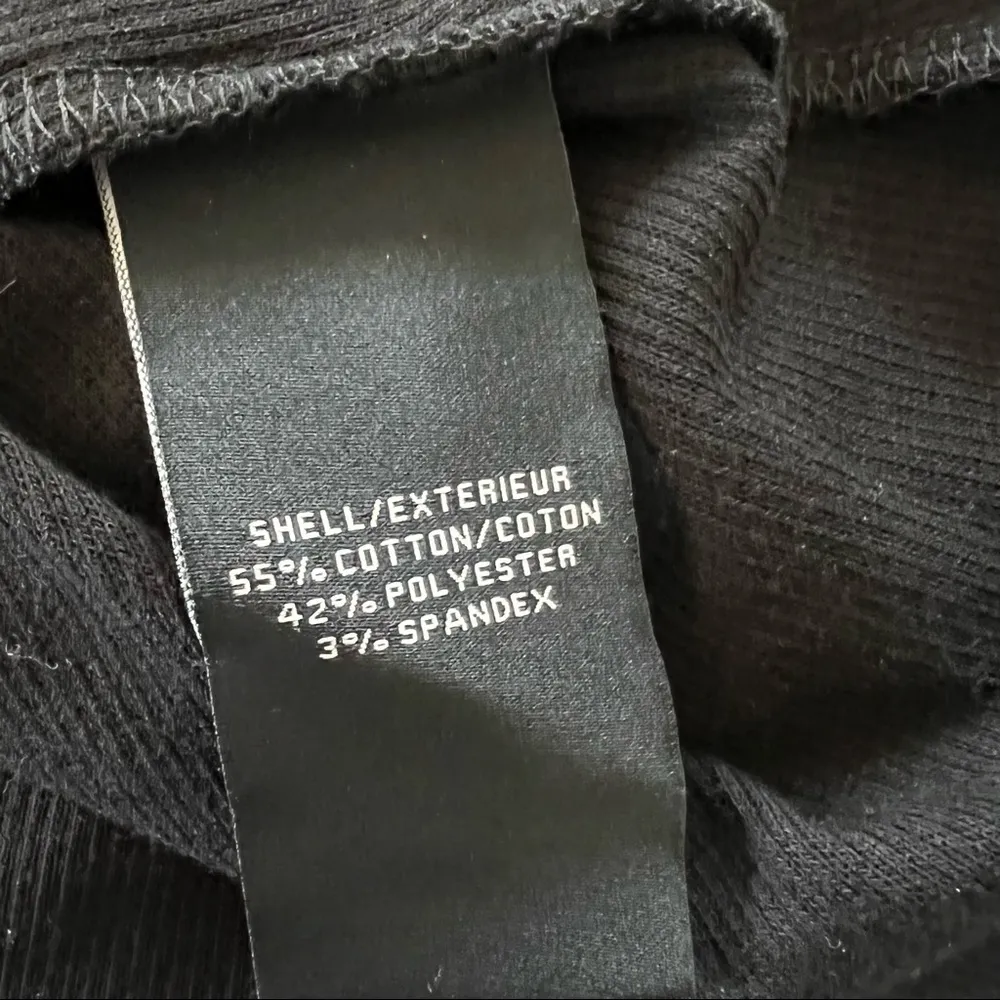 SHELL/EXTERIEUR
55% COTTON/COTON
42% POLYESTER
3% SPANDEX